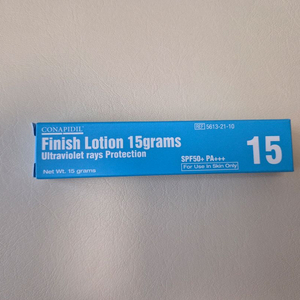 CONAPIDIL
Finish Lotion 15grams
Ultraviolet rays Protection
Net Wt. 15 grams
REF 5613-21-10
SPF50+ PA+++
For Use in Skin Only
15